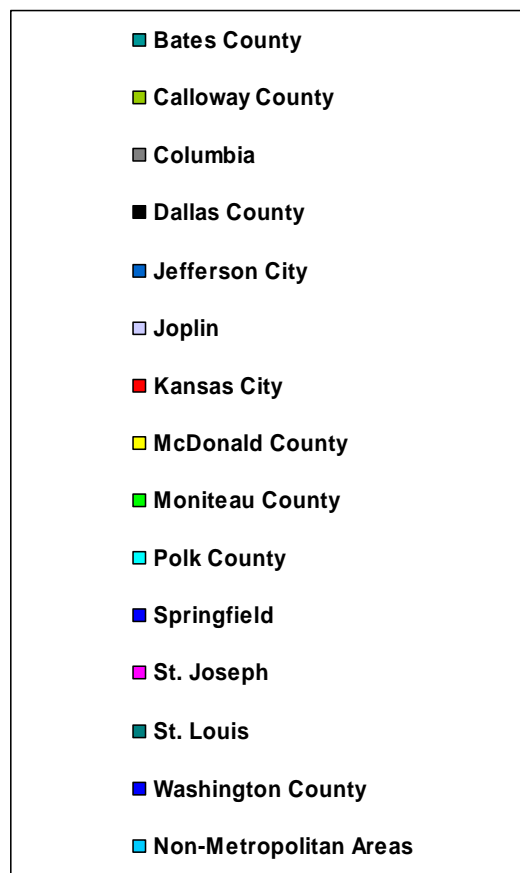 Bates County
Calloway County
Columbia
Dallas County
Jefferson City
Joplin
Kansas City
McDonald County
Moniteau County
Polk County
Springfield
St. Joseph
St. Louis
Washington County
Non-Metropolitan Areas